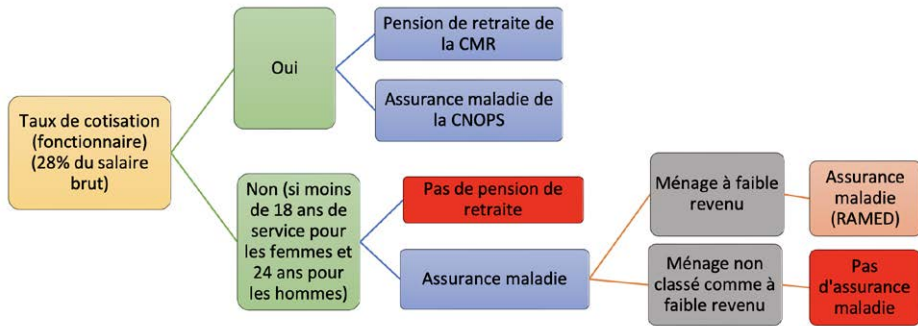 Taux de cotisation
(fonctionnaire)
(28% du salaire
brut)
Oui
Pension de retraite de
la CMR
Assurance maladie de
la CNOPS
Non (si moins
de 18 ans de
service pour
les femmes et
24 ans pour
les hommes)
Pas de pension de
retraite
Assurance maladie
Ménage à faible
revenu
Assurance
maladie
(RAMED)
Ménage non
classé comme à
faible revenu
Pas
d'assurance
maladie